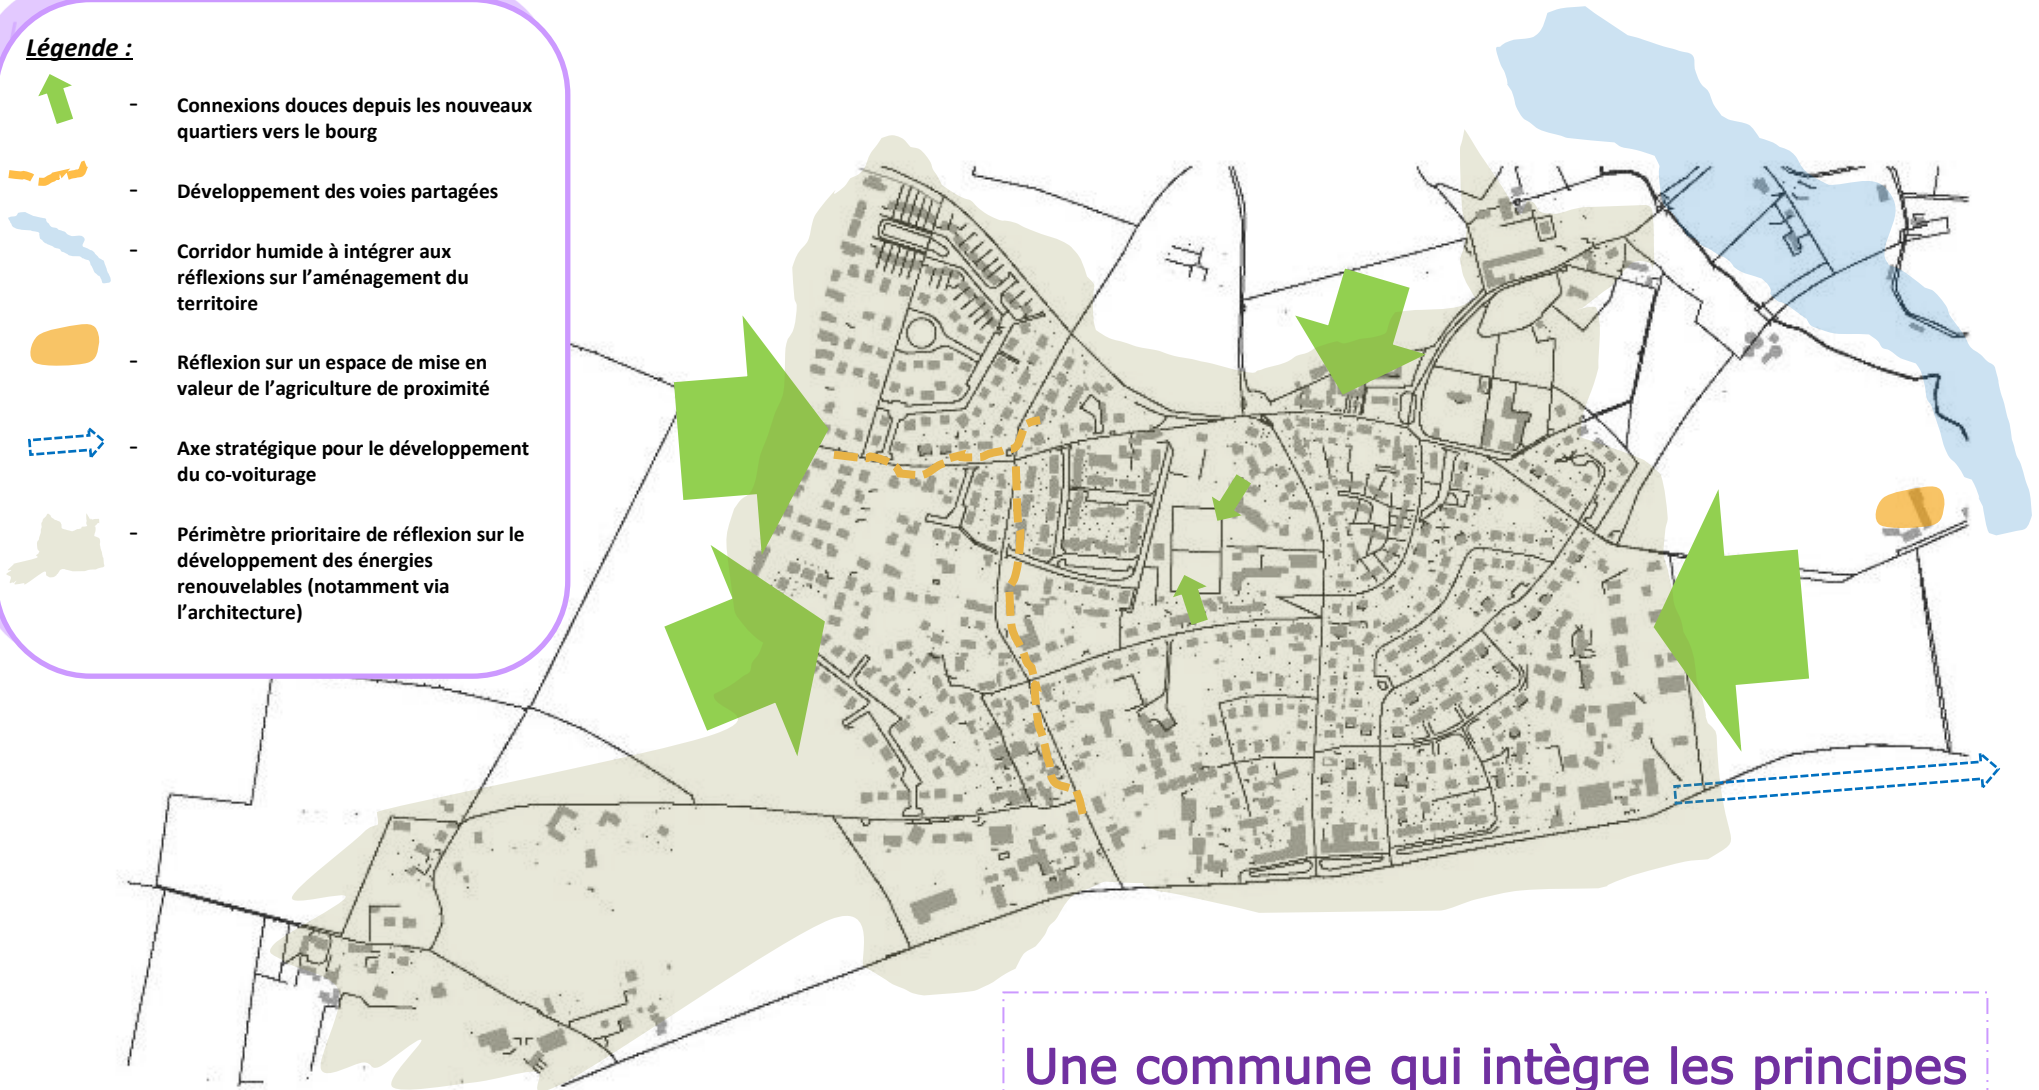 Légende :
- Connexions douces depuis les nouveaux
quartiers vers le bourg
- Développement des voies partagées
- Corridor humide à intégrer aux
réflexions sur l’aménagement du
territoire
- Réflexion sur un espace de mise en
valeur de l’agriculture de proximité
- Axe stratégique pour le développement
du co-voiturage
- Périmètre prioritaire de réflexion sur le
développement des énergies
renouvelables (notamment via
l’architecture)
Une commune qui intègre les principes